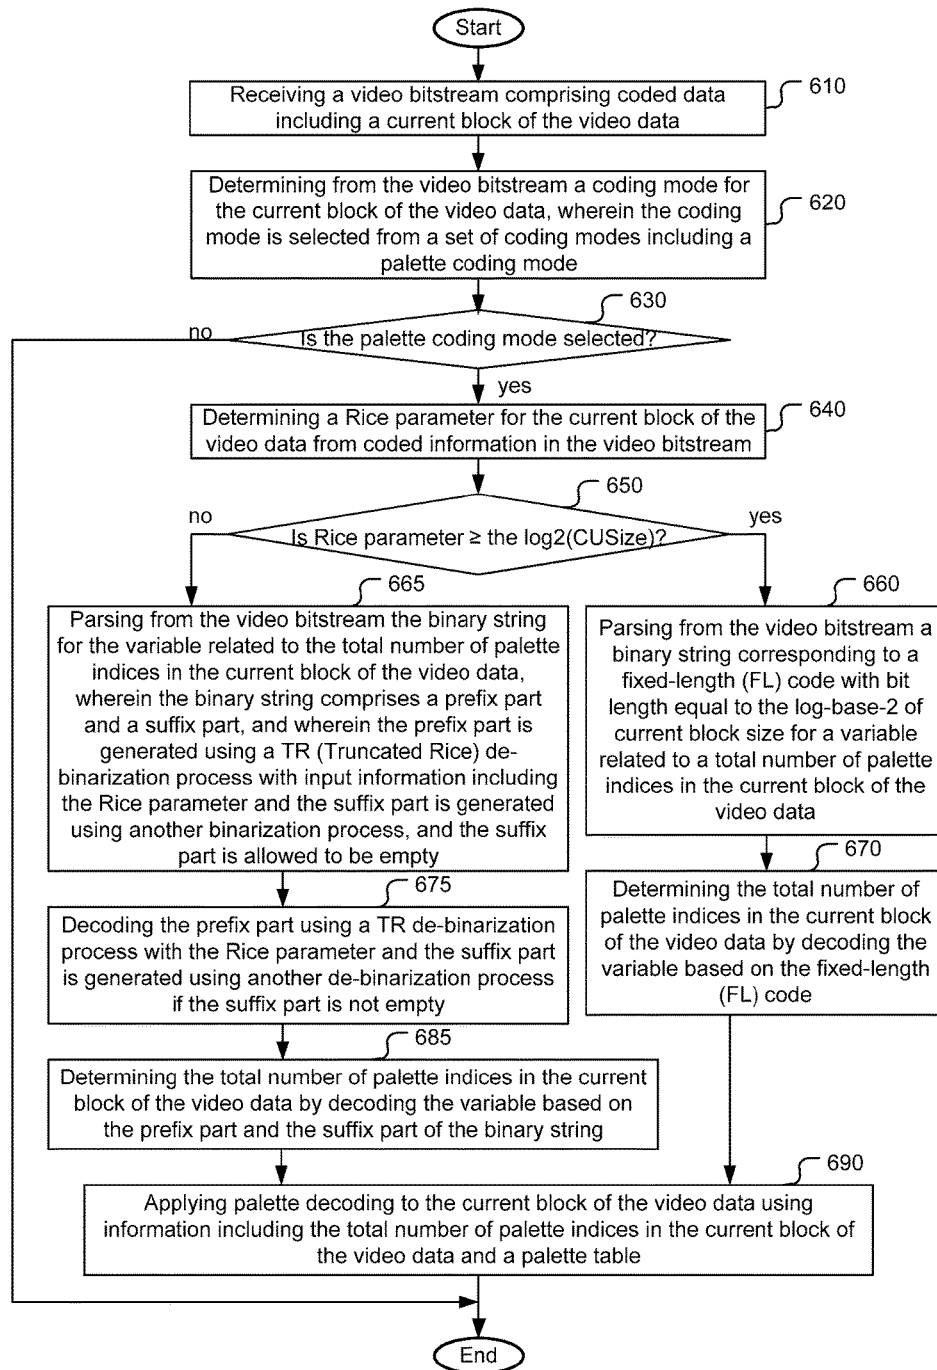 Start
610
Receiving a video bitstream comprising coded data
including a current block of the video data
620
Determining from the video bitstream a coding mode for
the current block of the video data, wherein the coding
mode is selected from a set of coding modes including a
palette coding mode
630
no
Is the palette coding mode selected?
yes
640
Determining a Rice parameter for the current block of the
video data from coded information in the video bitstream
650
no
yes
Is Rice parameter ≥ the log2(CUSize)?
665
Parsing from the video bitstream the binary string
for the variable related to the total number of palette
indices in the current block of the video data,
wherein the binary string comprises a prefix part
and a suffix part, and wherein the prefix part is
generated using a TR (Truncated Rice) de-
binarization process with input information including
the Rice parameter and the suffix part is generated
using another binarization process, and the suffix
part is allowed to be empty
660
Parsing from the video bitstream a
binary string corresponding to a
fixed-length (FL) code with bit
length equal to the log-base-2 of
current block size for a variable
related to a total number of palette
indices in the current block of the
video data
675
Decoding the prefix part using a TR de-binarization
process with the Rice parameter and the suffix part
is generated using another de-binarization process
if the suffix part is not empty
670
Determining the total number of
palette indices in the current block
of the video data by decoding the
variable based on the fixed-length
(FL) code
685
Determining the total number of palette indices in the current
block of the video data by decoding the variable based on
the prefix part and the suffix part of the binary string
690
Applying palette decoding to the current block of the video data using
information including the total number of palette indices in the current block of
the video data and a palette table
End